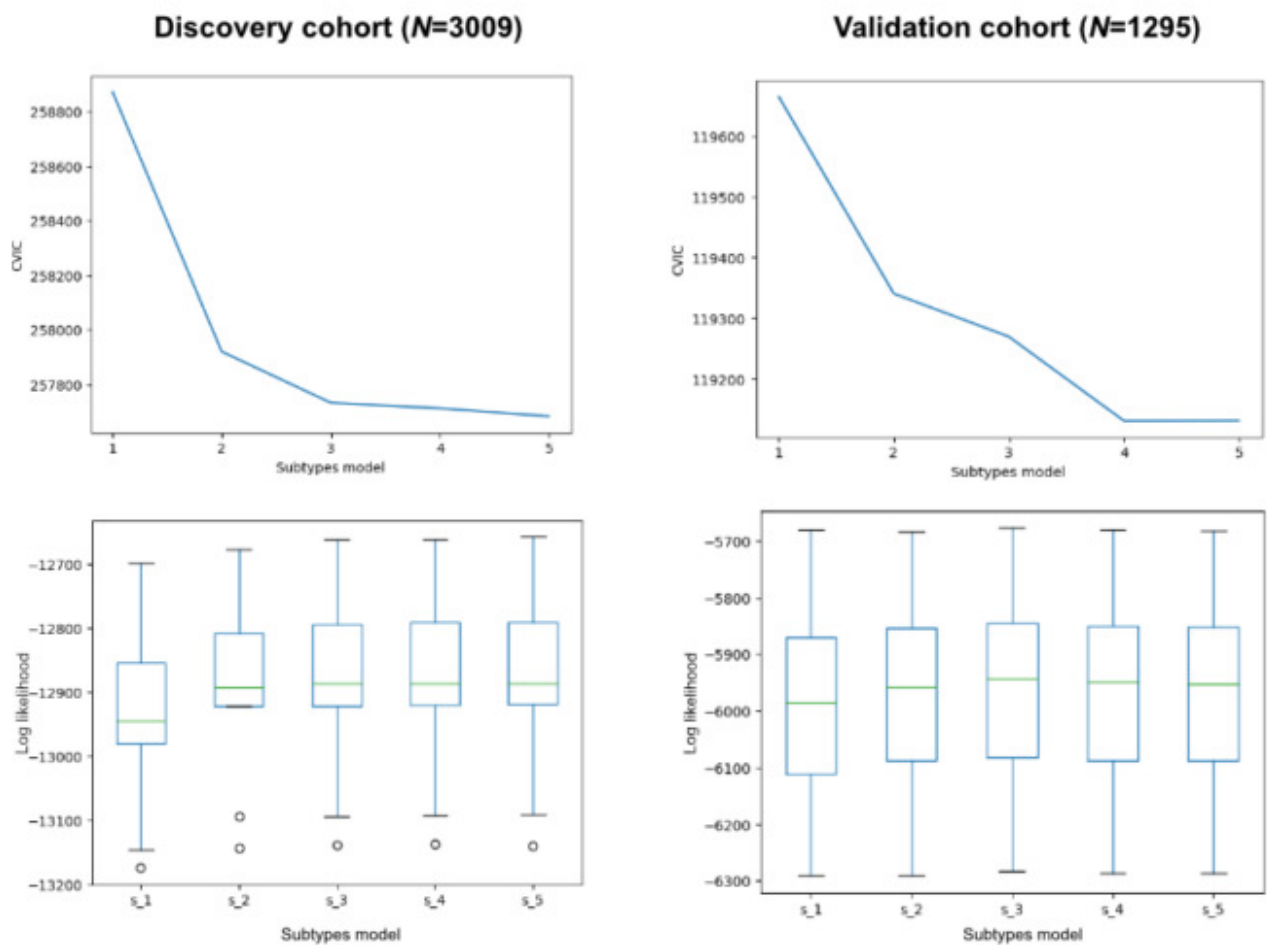 Discovery cohort (N=3009)
Validation cohort (N=1295)
258800
258600
258400
258200
258000
257800
CVIC
1 2 3 4 5
Subtypes model
119600
119500
119400
119300
119200
CVIC
1 2 3 4 5
Subtypes model
−12700
−12800
−12900
−13000
−13100
−13200
Log likelihood
s_1 s_2 s_3 s_4 s_5
Subtypes model
−5700
−5800
−5900
−6000
−6100
−6200
−6300
Log likelihood
s_1 s_2 s_3 s_4 s_5
Subtypes model